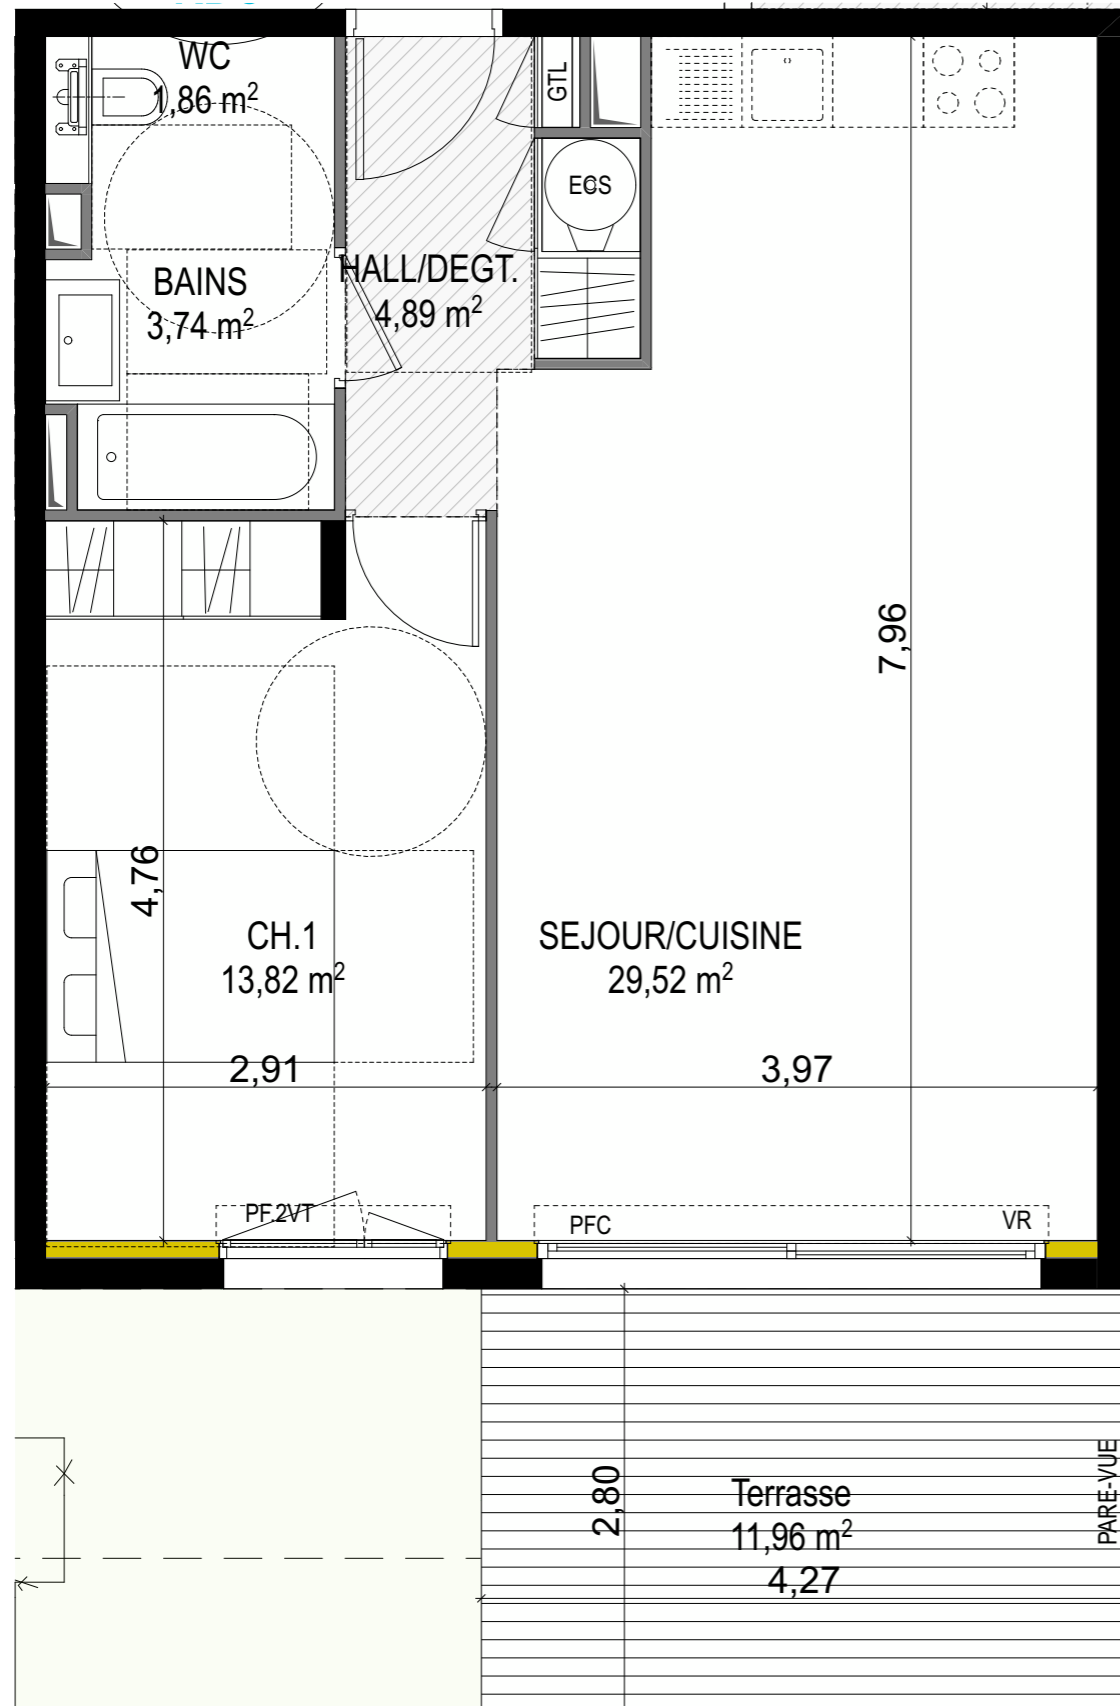 WC
1,86 m²
GTL
ECS
BAINS
3,74 m²
HALL/DEGT.
4,89 m²
7,96
4,76
CH.1
13,82 m²
SEJOUR/CUISINE
29,52 m²
2,91
3,97
PF.2VT
PFC
VR
2,80
Terrasse
11,96 m²
4,27
PARE-VUE